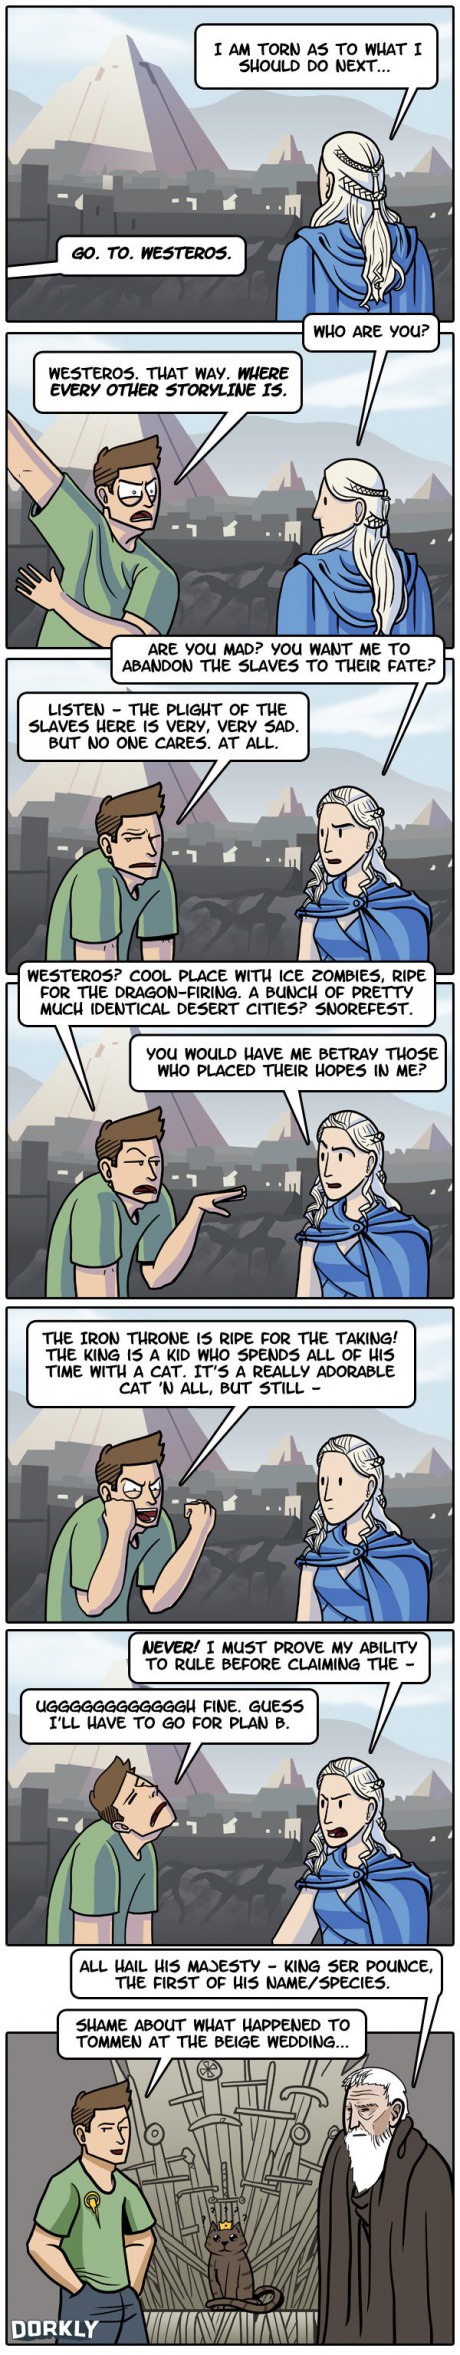 I AM TORN AS TO WHAT I
SHOULD DO NEXT...
GO. TO. WESTEROS.
WHO ARE YOU?
WESTEROS. THAT WAY. WHERE
EVERY OTHER STORYLINE IS.
ARE YOU MAD? YOU WANT ME TO
ABANDON THE SLAVES TO THEIR FATE?
LISTEN - THE PLIGHT OF THE
SLAVES HERE IS VERY, VERY SAD.
BUT NO ONE CARES. AT ALL.
WESTEROS? COOL PLACE WITH ICE ZOMBIES, RIPE
FOR THE DRAGON-FIRING. A BUNCH OF PRETTY
MUCH IDENTICAL DESERT CITIES? SNOREFEST.
YOU WOULD HAVE ME BETRAY THOSE
WHO PLACED THEIR HOPES IN ME?
THE IRON THRONE IS RIPE FOR THE TAKING!
THE KING IS A KID WHO SPENDS ALL OF HIS
TIME WITH A CAT. IT'S A REALLY ADORABLE
CAT 'N ALL, BUT STILL -
NEVER! I MUST PROVE MY ABILITY
TO RULE BEFORE CLAIMING THE -
UGGGGGGGGGGGGH FINE. GUESS
I'LL HAVE TO GO FOR PLAN B.
ALL HAIL HIS MAJESTY - KING SER POUNCE,
THE FIRST OF HIS NAME/SPECIES.
SHAME ABOUT WHAT HAPPENED TO
TOMMEN AT THE BEIGE WEDDING...
DORKLY